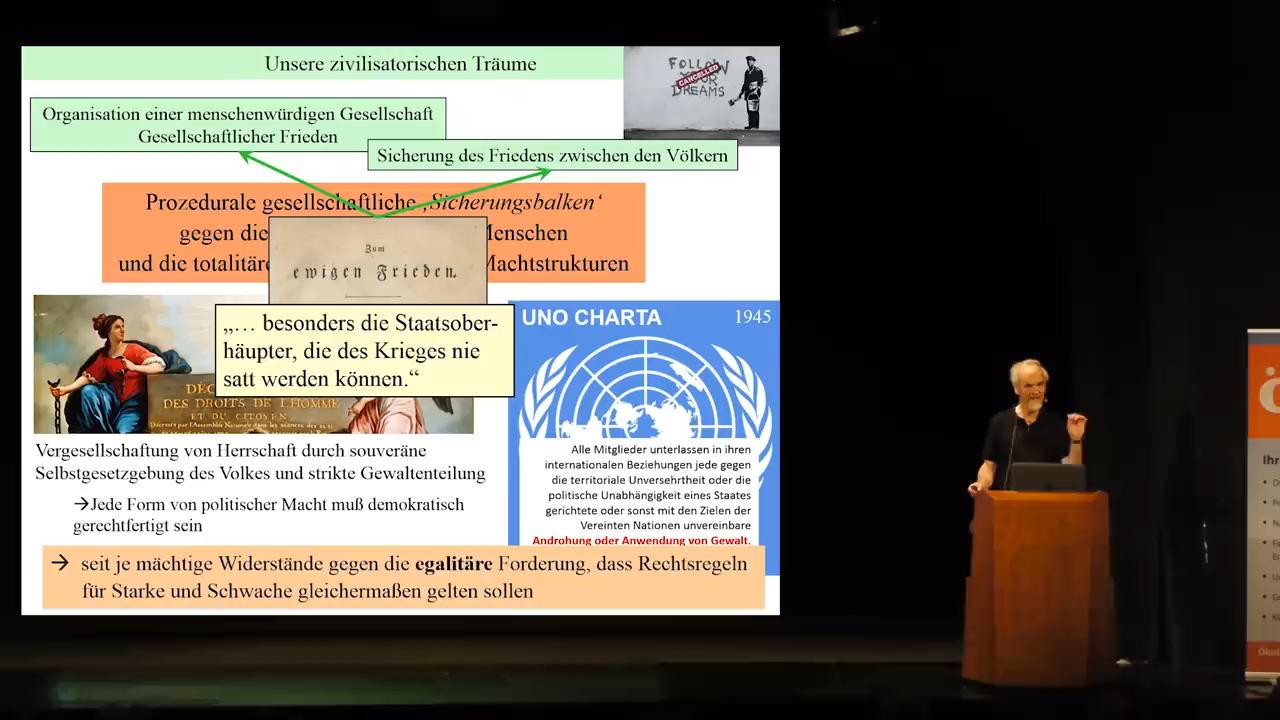 Unsere zivilisatorischen Träume
FOLLOW
YOUR
DREAMS
CANCELLED
Organisation einer menschenwürdigen Gesellschaft
Gesellschaftlicher Frieden
Sicherung des Friedens zwischen den Völkern
Prozedurale gesellschaftliche ‚Sicherungsbalken‘
gegen die Menschen
und die totalitäre Machtstrukturen
Zum
ewigen Frieden.
„… besonders die Staatsober-
häupter, die des Krieges nie
satt werden können.“
DES DROITS DE L'HOMME
ET DU CITOYEN,
UNO CHARTA 1945
Alle Mitglieder unterlassen in ihren
internationalen Beziehungen jede gegen
die territoriale Unversehrtheit oder die
politische Unabhängigkeit eines Staates
gerichtete oder sonst mit den Zielen der
Vereinten Nationen unvereinbare
Androhung oder Anwendung von Gewalt.
Vergesellschaftung von Herrschaft durch souveräne
Selbstgesetzgebung des Volkes und strikte Gewaltenteilung
→Jede Form von politischer Macht muß demokratisch
gerechtfertigt sein
→ seit je mächtige Widerstände gegen die egalitäre Forderung, dass Rechtsregeln
für Starke und Schwache gleichermaßen gelten sollen
Ihr